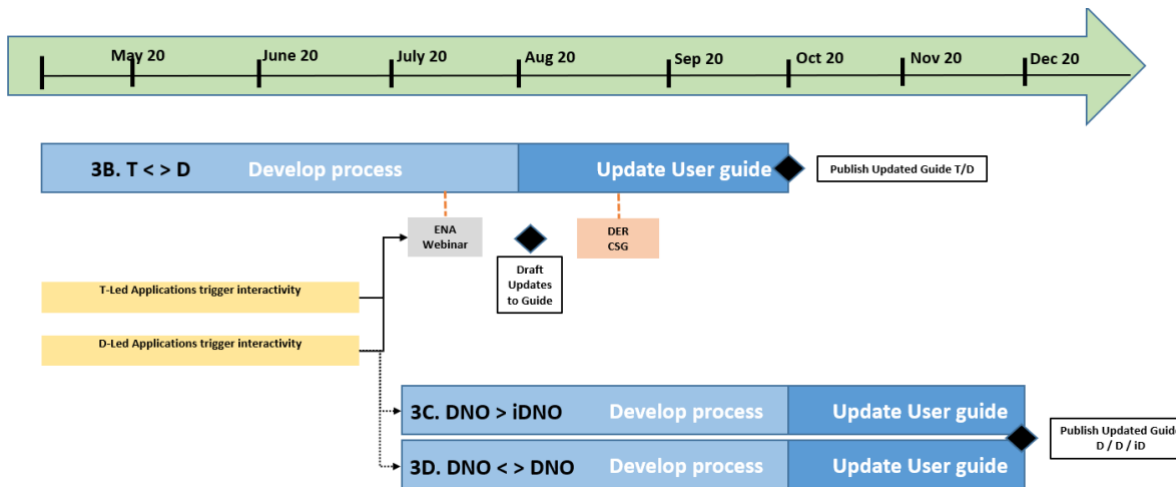 May 20 June 20 July 20 Aug 20 Sep 20 Oct 20 Nov 20 Dec 20
3B. T < > D Develop process Update User guide
Publish Updated Guide T/D
ENA
Webinar
DER
CSG
Draft
Updates
to Guide
T-Led Applications trigger interactivity
D-Led Applications trigger interactivity
3C. DNO > iDNO Develop process Update User guide
3D. DNO < > DNO Develop process Update User guide
Publish Updated Guide
D / D / iD